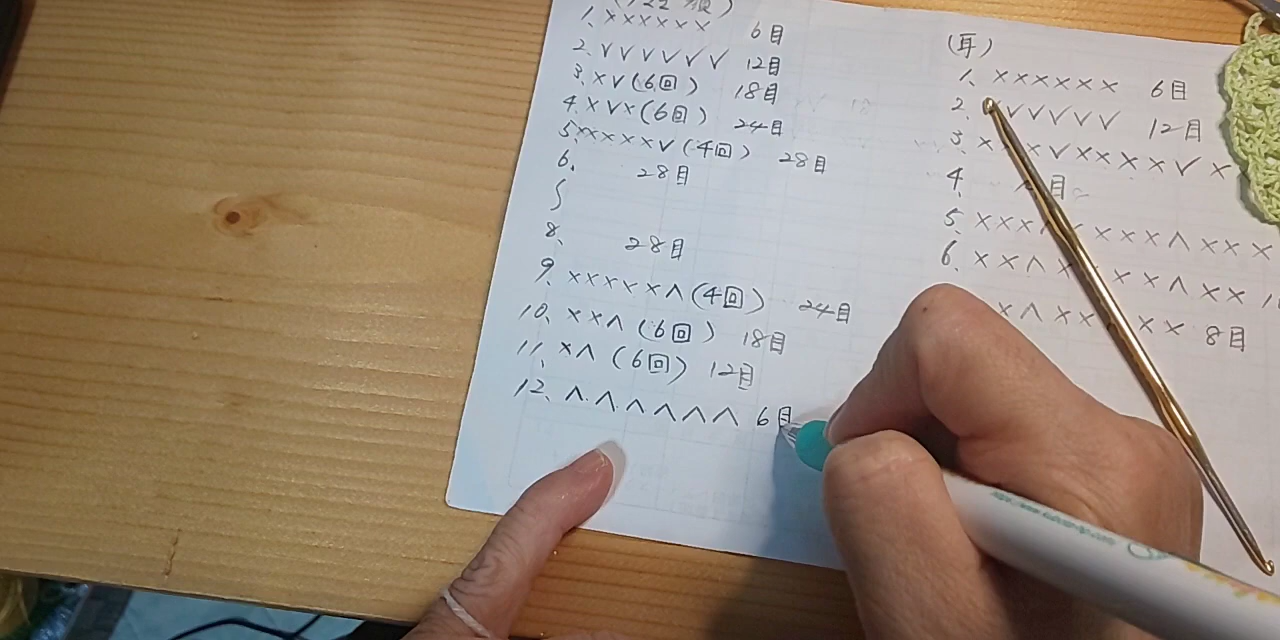 1. ××××××  6目
2. VVVVVV  12目
3. ×V(6回)  18目
4. ×V×(6回)  24目
5. ×××××V(4回)  28目
6.  28目
∫
8.  28目
9. ×××××∧(4回)  24目
10. ××∧(6回)  18目
11. ×∧(6回)  12目
12. ∧∧∧∧∧∧  6目
(耳)
1. ××××××  6目
2. VVVVV  12目
3. × V××××V×
4. 目
5. ××× ×××∧×××
6. ××∧× ××∧××
×∧×× ××  8目